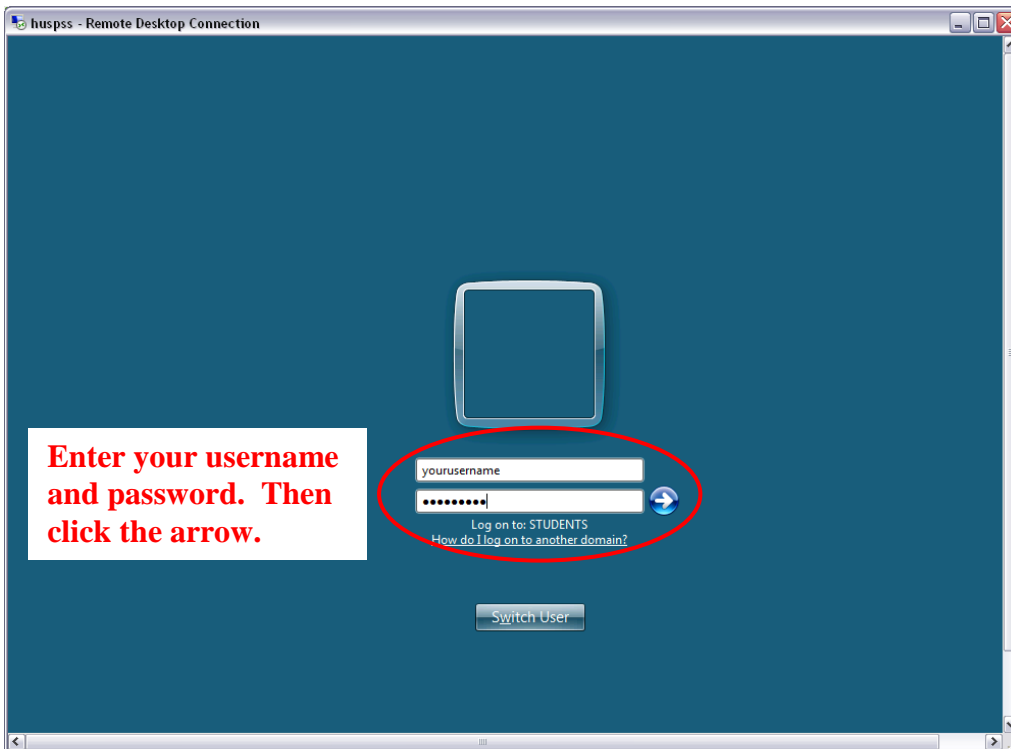 huspss - Remote Desktop Connection
Enter your username
and password.  Then
click the arrow.
yourusername
•••••••••
Log on to: STUDENTS
How do I log on to another domain?
Switch User